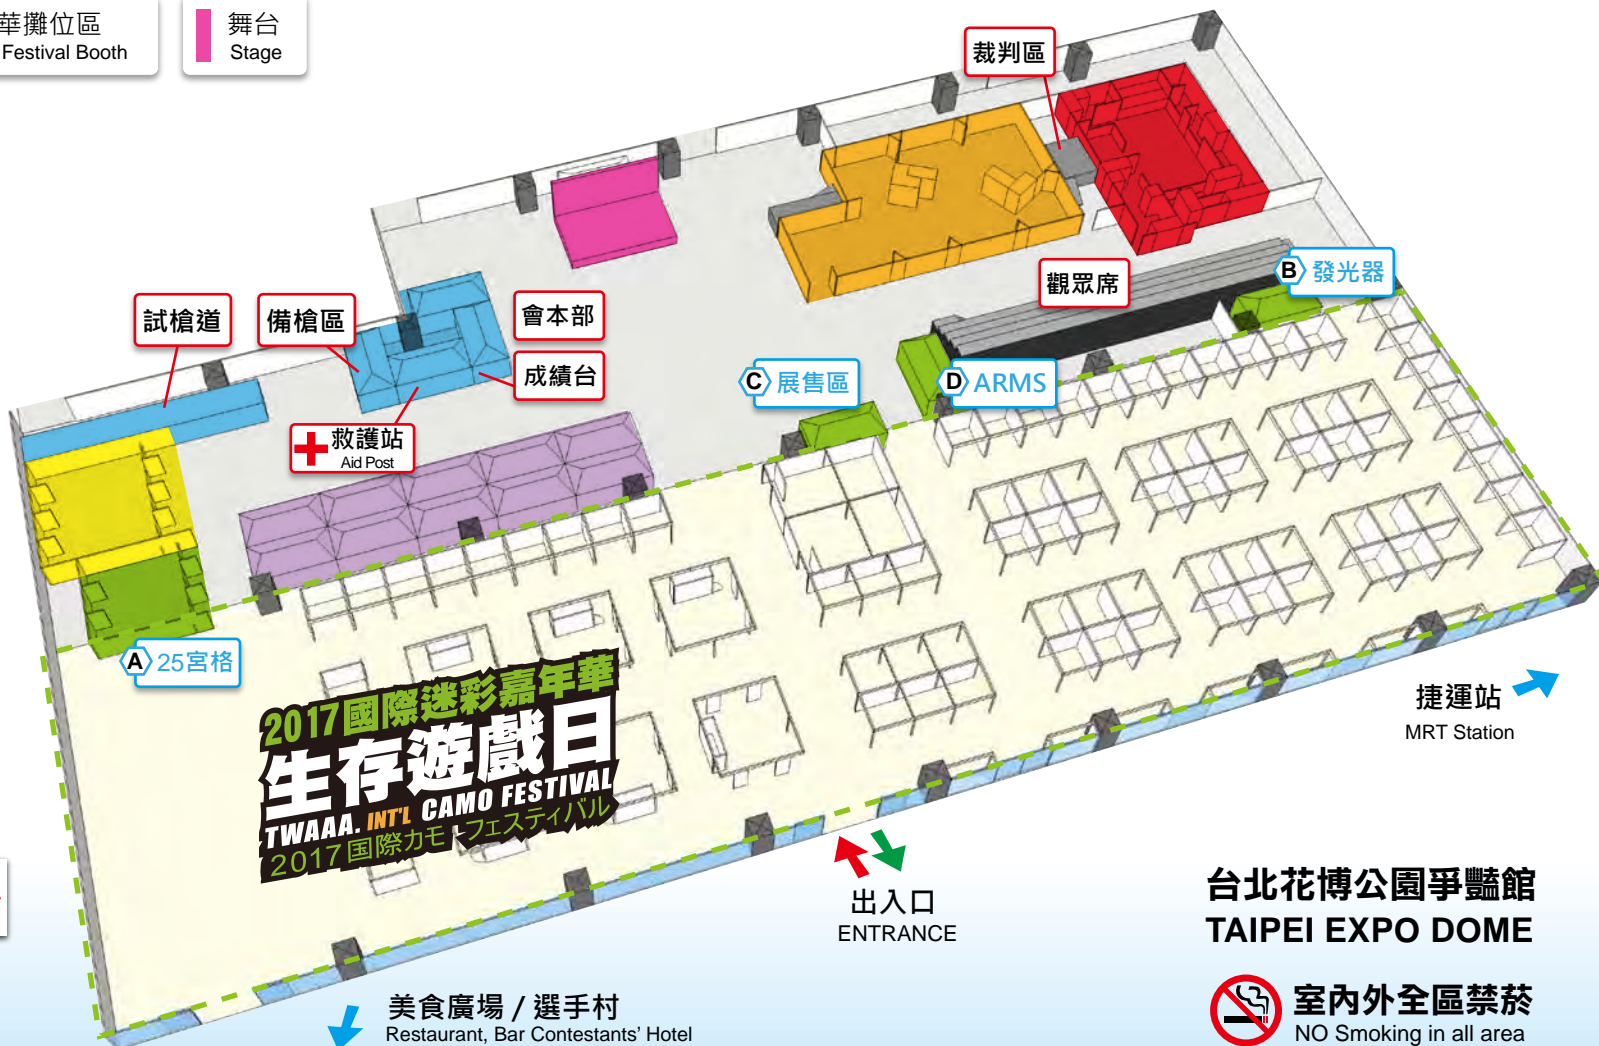 華攤位區
Festival Booth
舞台
Stage
裁判區
觀眾席
B 發光器
試槍道
備槍區
會本部
成績台
救護站
Aid Post
C 展售區
D ARMS
A 25宮格
2017國際迷彩嘉年華
生存遊戲日
TWAAA. INT'L CAMO FESTIVAL
2017国際カモ・フェスティバル
捷運站
MRT Station
出入口
ENTRANCE
台北花博公園爭豔館
TAIPEI EXPO DOME
美食廣場 / 選手村
Restaurant, Bar Contestants' Hotel
室內外全區禁菸
NO Smoking in all area